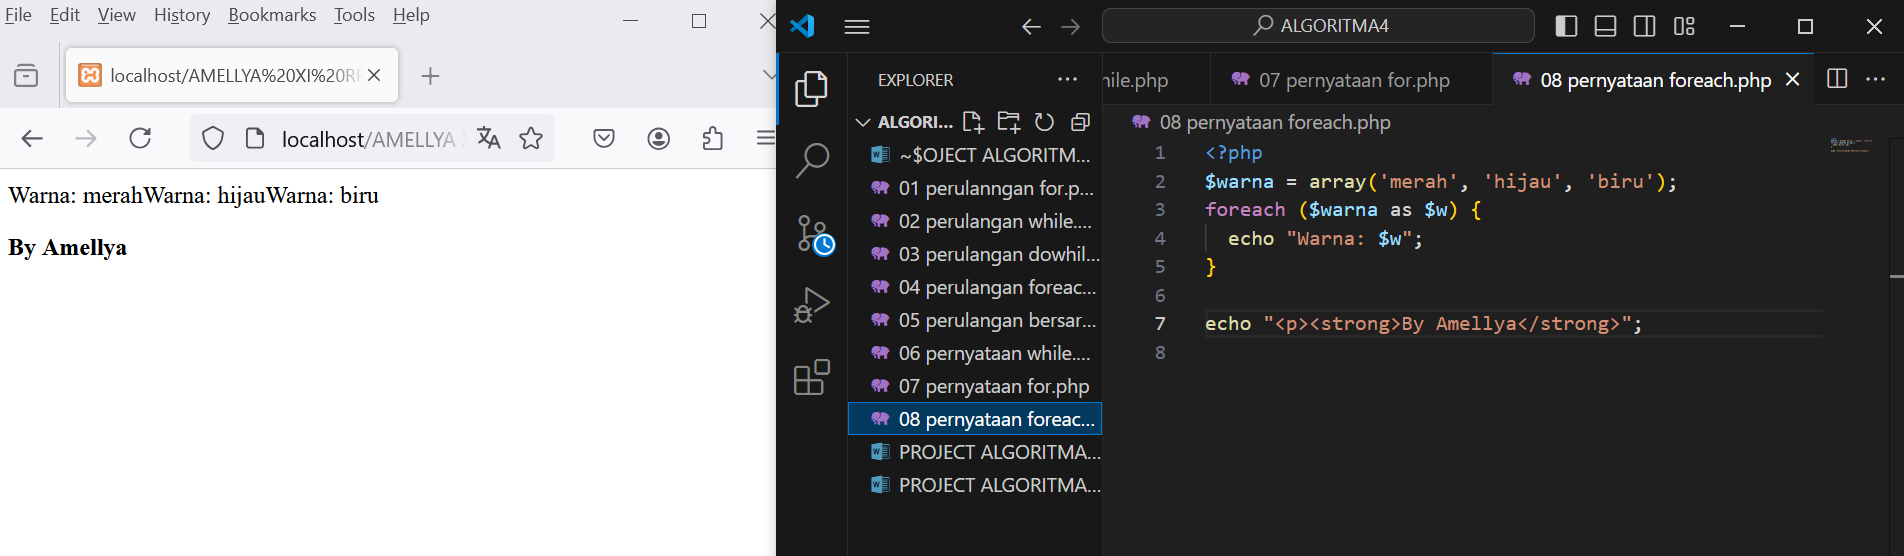 File Edit View History Bookmarks Tools Help
localhost/AMELLYA%20XI%20RP
localhost/AMELLYA
Warna: merahWarna: hijauWarna: biru
By Amellya
ALGORITMA4
EXPLORER
hile.php
07 pernyataan for.php
08 pernyataan foreach.php
ALGORI...
08 pernyataan foreach.php
~$OJECT ALGORITM...
01 perulanngan for.p...
02 perulangan while....
03 perulangan dowhil...
04 perulangan foreac...
05 perulangan bersar...
06 pernyataan while....
07 pernyataan for.php
08 pernyataan foreac...
PROJECT ALGORITMA...
PROJECT ALGORITMA...
1 <?php
2 $warna = array('merah', 'hijau', 'biru');
3 foreach ($warna as $w) {
4 echo "Warna: $w";
5 }
6
7 echo "<p><strong>By Amellya</strong>";
8